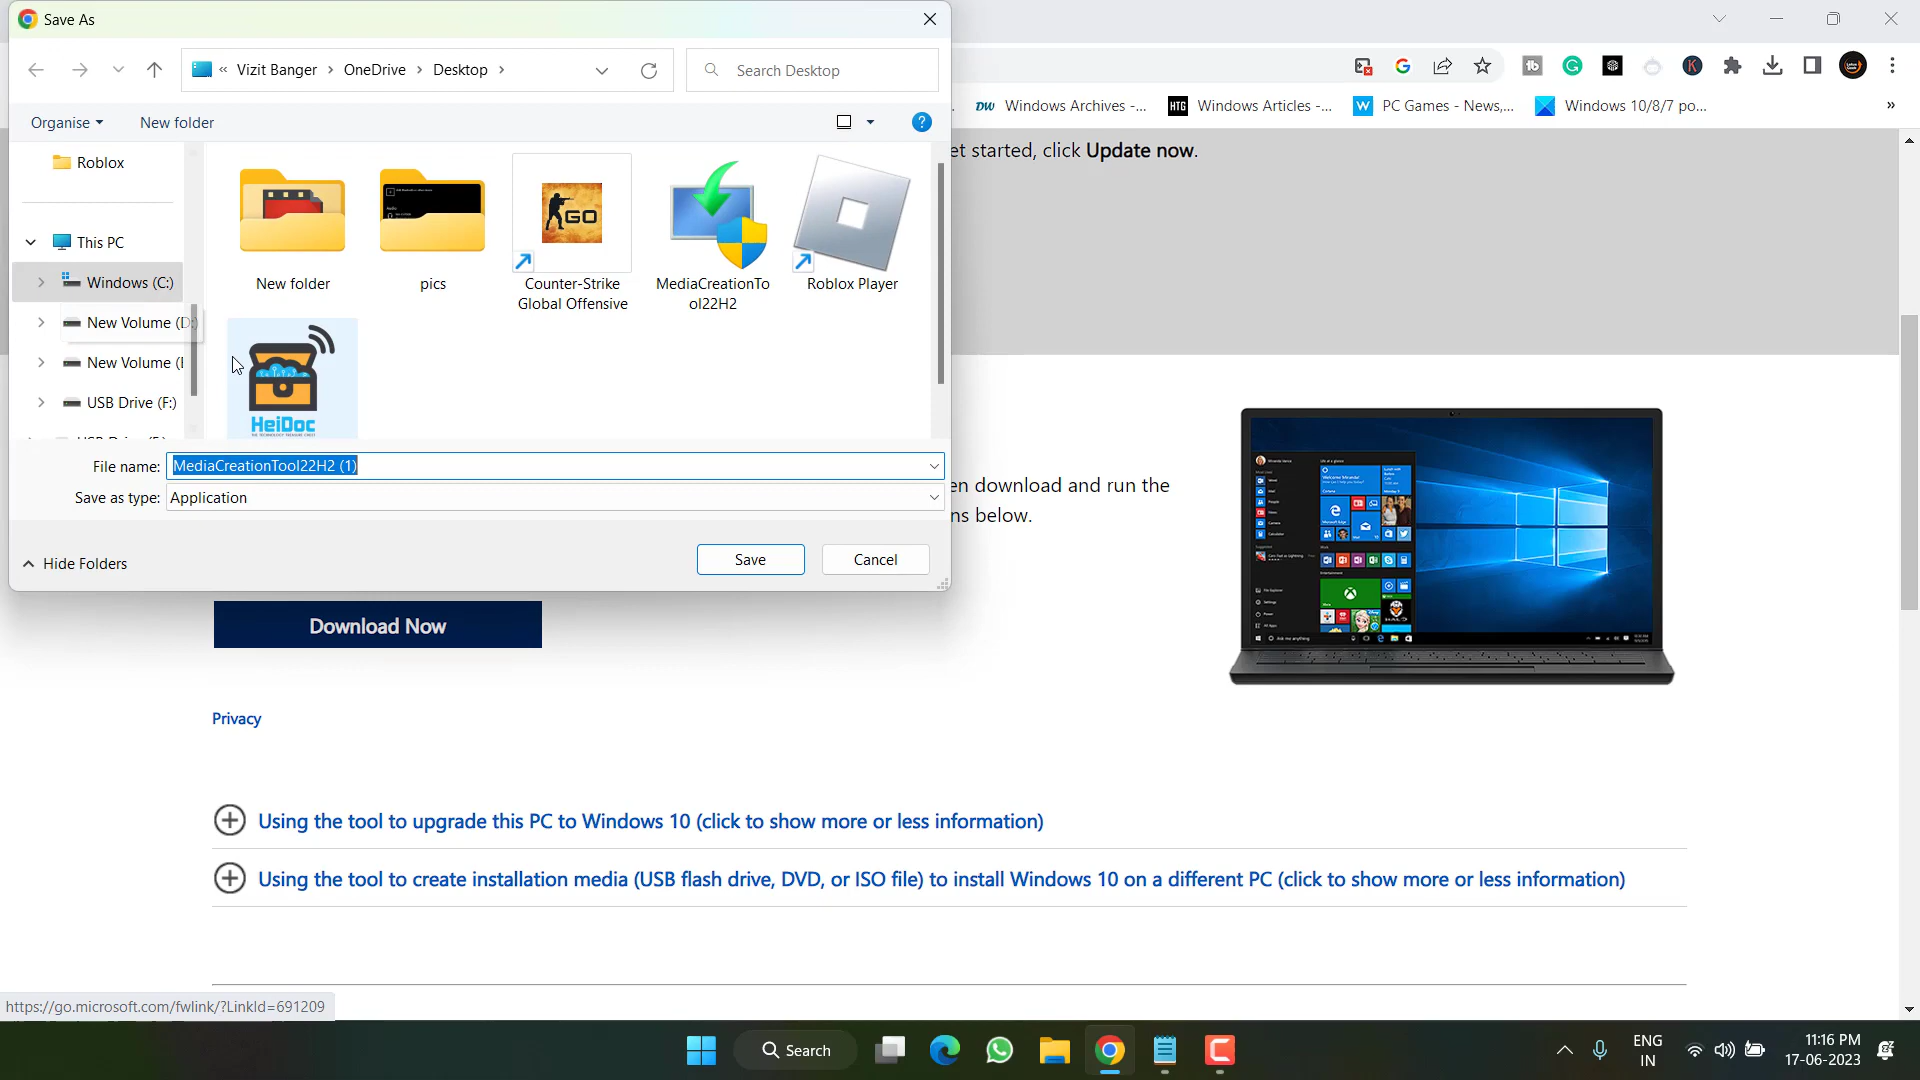 Save As
« Vizit Banger > OneDrive > Desktop >
Search Desktop
Organise
New folder
Windows Archives -...
HTG
Windows Articles -...
W
PC Games - News,...
Windows 10/8/7 po...
»
Roblox
This PC
Windows (C:)
New Volume (D:)
New Volume (
USB Drive (F:)
New folder
pics
GO
Counter-Strike
Global Offensive
MediaCreationTo
ol22H2
Roblox Player
HeiDoc
et started, click Update now.
File name: MediaCreationTool22H2 (1)
Save as type: Application
en download and run the
ns below.
Hide Folders
Save
Cancel
Download Now
Privacy
Using the tool to upgrade this PC to Windows 10 (click to show more or less information)
Using the tool to create installation media (USB flash drive, DVD, or ISO file) to install Windows 10 on a different PC (click to show more or less information)
https://go.microsoft.com/fwlink/?LinkId=691209
Search
ENG
IN
11:16 PM
17-06-2023